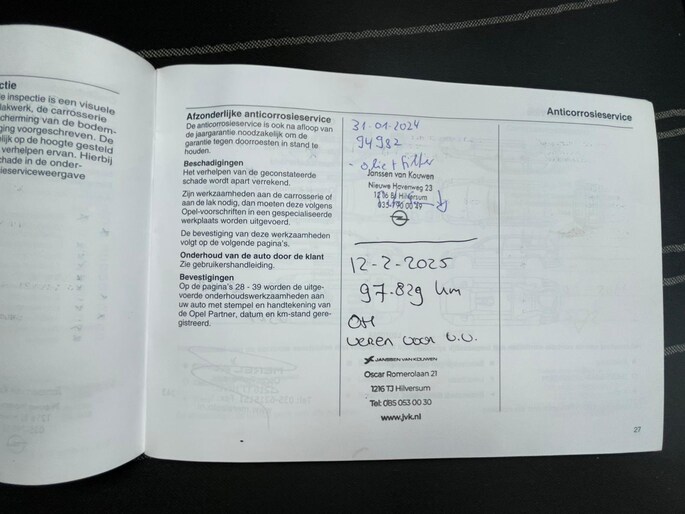 ctie
e inspectie is een visuele
lakwerk, de carrosserie
cherming van de bodem-
ging voorgeschreven. De
lijk op de hoogte gesteld
verhelpen ervan. Hierbij
chade in de onder-
ieserviceweergave
Anticorrosieservice
Afzonderlijke anticorrosieservice
De anticorrosieservice is ook na afloop van
de jaargarantie noodzakelijk om de
garantie tegen doorroesten in stand te
houden.
Beschadigingen
Het verhelpen van de geconstateerde
schade wordt apart verrekend.
Zijn werkzaamheden aan de carrosserie of
aan de lak nodig, dan moeten deze volgens
Opel-voorschriften in een gespecialiseerde
werkplaats worden uitgevoerd.
De bevestiging van deze werkzaamheden
volgt op de volgende pagina's.
Onderhoud van de auto door de klant
Zie gebruikershandleiding.
Bevestigingen
Op de pagina's 28 - 39 worden de uitge-
voerde onderhoudswerkzaamheden aan
uw auto met stempel en handtekening van
de Opel Partner, datum en km-stand gere-
gistreerd.
31-01-2024
94982
- olie + Filter
Janssen van Kouwen
Nieuwe Havenweg 23
Hilversum
12-2-2025
97.829 km
OH
veren voor v.v.
JANSSEN VAN KOUWEN
Oscar Romerolaan 21
1216 TJ Hilversum
Tel: 085 053 00 30
www.jvk.nl
27